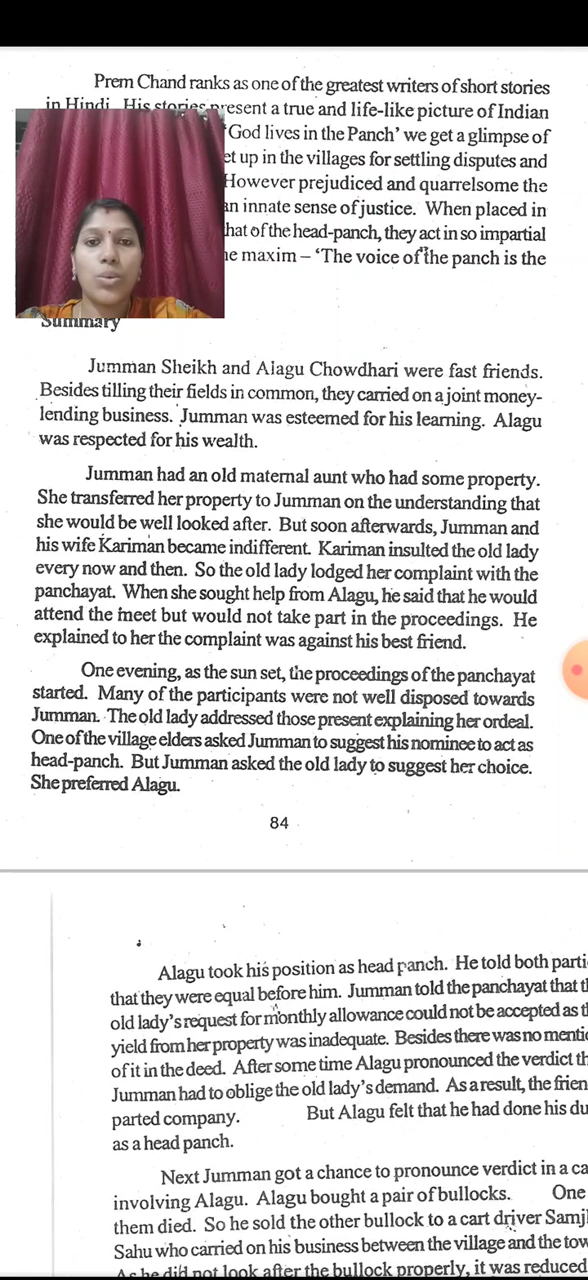 Prem Chand ranks as one of the greatest writers of short stories
in Hindi. His stories present a true and life-like picture of Indian
'God lives in the Panch' we get a glimpse of
et up in the villages for settling disputes and
However prejudiced and quarrelsome the
an innate sense of justice. When placed in
that of the head-panch, they act in so impartial
maxim – 'The voice of the panch is the
Summary
Jumman Sheikh and Alagu Chowdhari were fast friends.
Besides tilling their fields in common, they carried on a joint money-
lending business. Jumman was esteemed for his learning. Alagu
was respected for his wealth.
Jumman had an old maternal aunt who had some property.
She transferred her property to Jumman on the understanding that
she would be well looked after. But soon afterwards, Jumman and
his wife Kariman became indifferent. Kariman insulted the old lady
every now and then. So the old lady lodged her complaint with the
panchayat. When she sought help from Alagu, he said that he would
attend the meet but would not take part in the proceedings. He
explained to her the complaint was against his best friend.
One evening, as the sun set, the proceedings of the panchayat
started. Many of the participants were not well disposed towards
Jumman. The old lady addressed those present explaining her ordeal.
One of the village elders asked Jumman to suggest his nominee to act as
head-panch. But Jumman asked the old lady to suggest her choice.
She preferred Alagu.
84
Alagu took his position as head panch. He told both parti
that they were equal before him. Jumman told the panchayat that t
old lady's request for monthly allowance could not be accepted as t
yield from her property was inadequate. Besides there was no menti
of it in the deed. After some time Alagu pronounced the verdict th
Jumman had to oblige the old lady's demand. As a result, the frien
parted company. But Alagu felt that he had done his du
as a head panch.
Next Jumman got a chance to pronounce verdict in a ca
involving Alagu. Alagu bought a pair of bullocks. One
them died. So he sold the other bullock to a cart driver Samj
Sahu who carried on his business between the village and the tow
As he did not look after the bullock properly, it was reduced